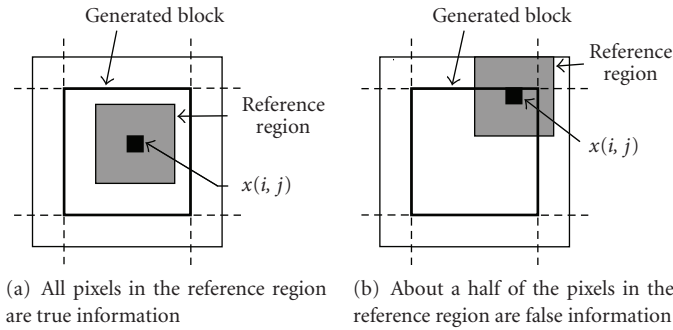 Generated block
Reference
region
x(i, j)
(a) All pixels in the reference region
are true information
Generated block
Reference
region
x(i, j)
(b) About a half of the pixels in the
reference region are false information